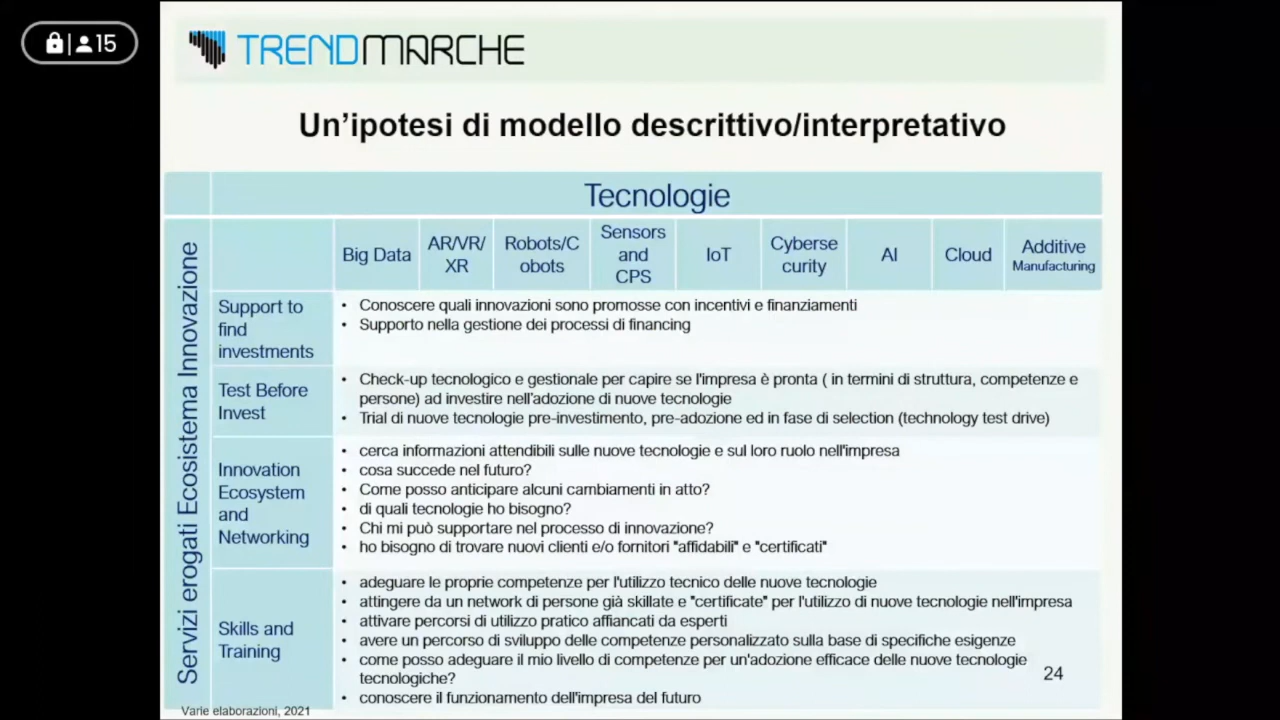 15
TRENDMARCHE
Un'ipotesi di modello descrittivo/interpretativo
Tecnologie
Servizi erogati Ecosistema Innovazione
Big Data
AR/VR/
XR
Robots/C
obots
Sensors
and
CPS
IoT
Cyberse
curity
AI
Cloud
Additive
Manufacturing
Support to
find
investments
• Conoscere quali innovazioni sono promosse con incentivi e finanziamenti
• Supporto nella gestione dei processi di financing
Test Before
Invest
• Check-up tecnologico e gestionale per capire se l'impresa è pronta ( in termini di struttura, competenze e
persone) ad investire nell'adozione di nuove tecnologie
• Trial di nuove tecnologie pre-investimento, pre-adozione ed in fase di selection (technology test drive)
Innovation
Ecosystem
and
Networking
• cerca informazioni attendibili sulle nuove tecnologie e sul loro ruolo nell'impresa
• cosa succede nel futuro?
• Come posso anticipare alcuni cambiamenti in atto?
• di quali tecnologie ho bisogno?
• Chi mi può supportare nel processo di innovazione?
• ho bisogno di trovare nuovi clienti e/o fornitori "affidabili" e "certificati"
Skills and
Training
• adeguare le proprie competenze per l'utilizzo tecnico delle nuove tecnologie
• attingere da un network di persone già skillate e "certificate" per l'utilizzo di nuove tecnologie nell'impresa
• attivare percorsi di utilizzo pratico affiancati da esperti
• avere un percorso di sviluppo delle competenze personalizzato sulla base di specifiche esigenze
• come posso adeguare il mio livello di competenze per un'adozione efficace delle nuove tecnologie
tecnologiche?
• conoscere il funzionamento dell'impresa del futuro
24
Varie elaborazioni, 2021